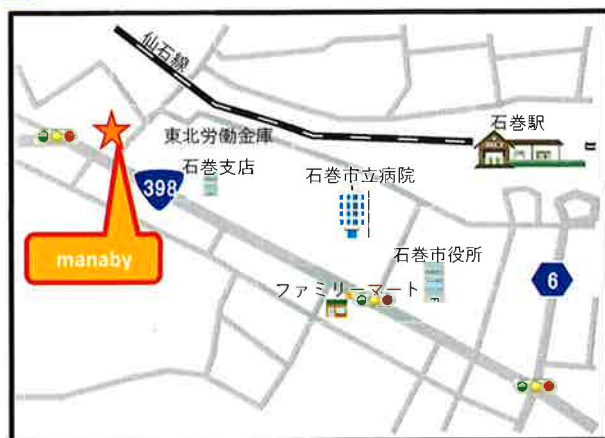 仙石線
石巻駅
東北労働金庫
石巻支店
石巻市立病院
398
manaby
石巻市役所
ファミリーマート
6